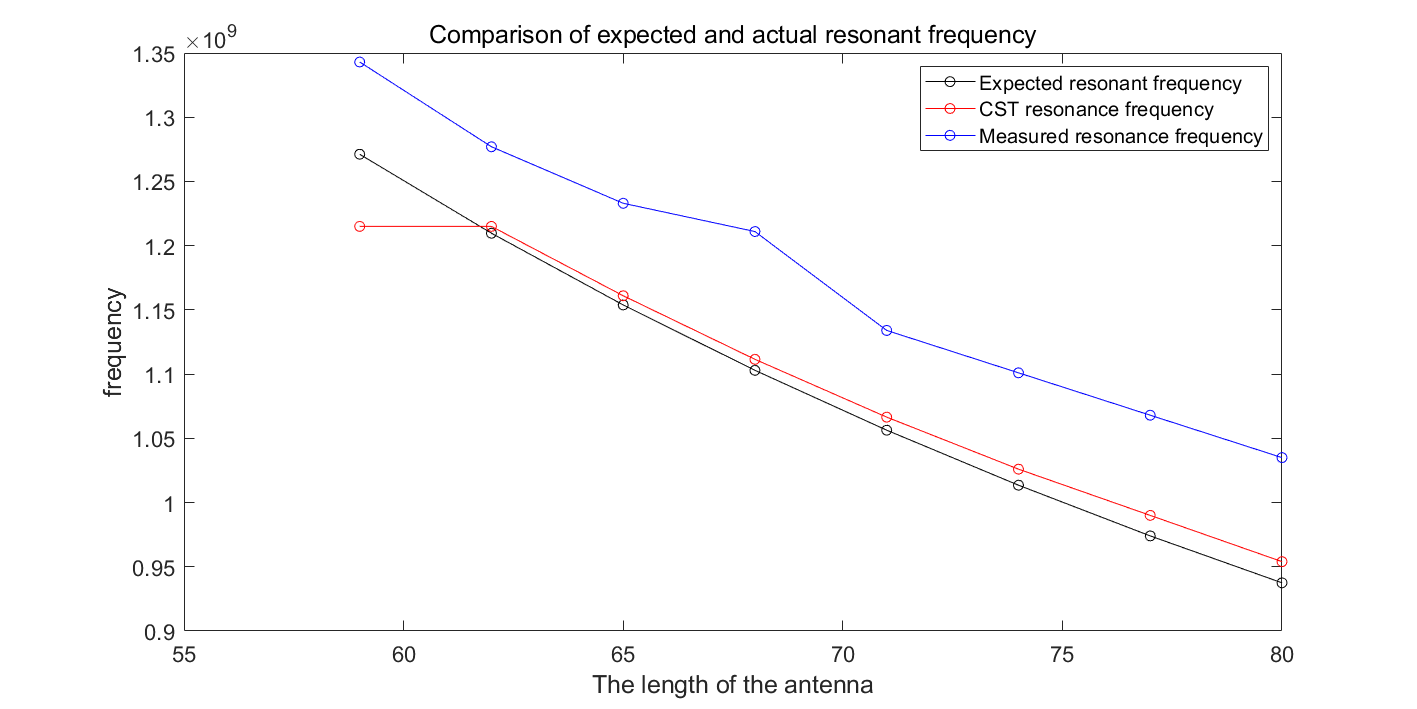 Comparison of expected and actual resonant frequency
×10⁹
1.35
1.3
1.25
1.2
1.15
1.1
1.05
1
0.95
0.9
frequency
Expected resonant frequency
CST resonance frequency
Measured resonance frequency
55 60 65 70 75 80
The length of the antenna